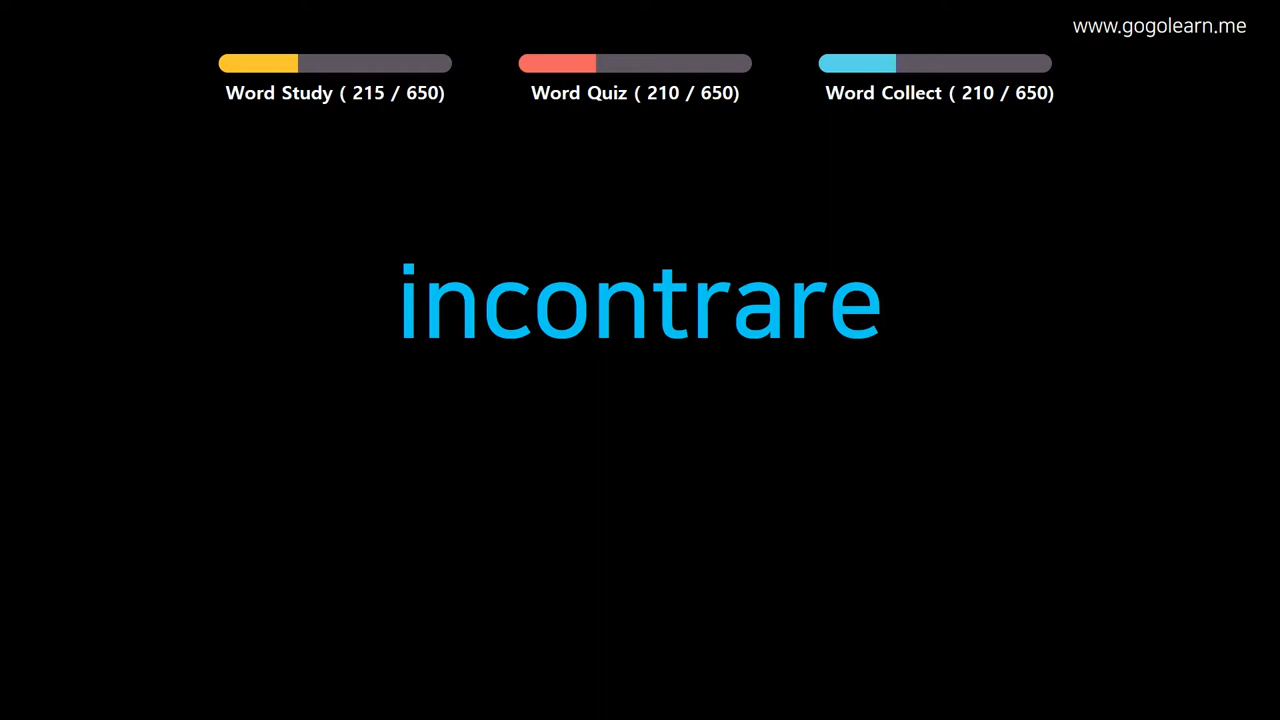 www.gogolearn.me
Word Study ( 215 / 650)
Word Quiz ( 210 / 650)
Word Collect ( 210 / 650)
incontrare